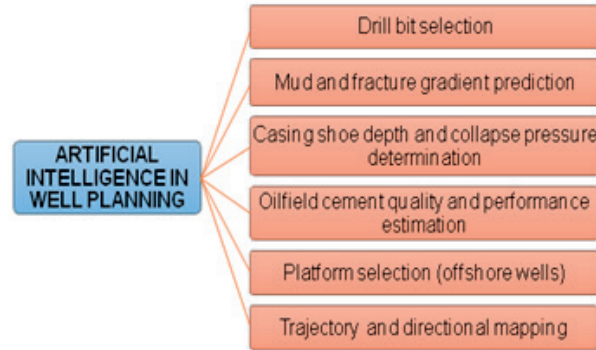 Drill bit selection
Mud and fracture gradient prediction
Casing shoe depth and collapse pressure
determination
ARTIFICIAL
INTELLIGENCE IN
WELL PLANNING
Oilfield cement quality and performance
estimation
Platform selection (offshore wells)
Trajectory and directional mapping